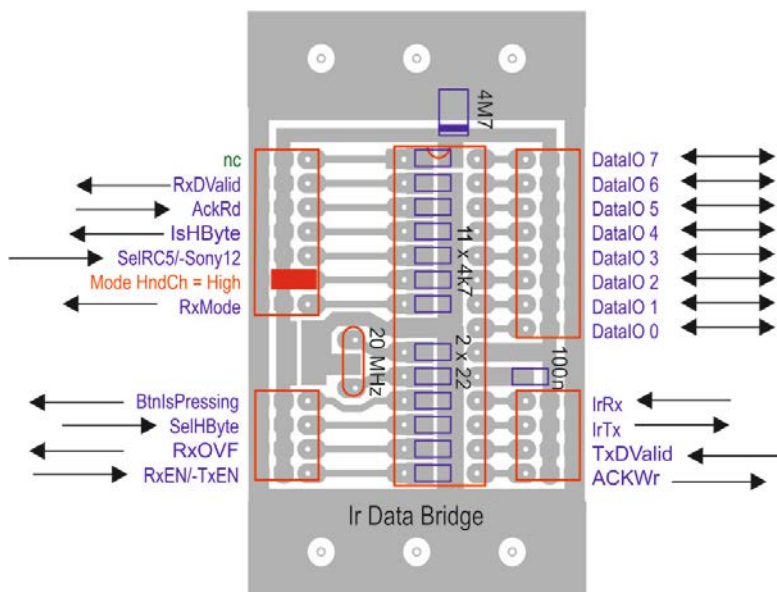 4M7
nc
RxDValid
AckRd
IsHByte
SelRC5/-Sony12
Mode HndCh = High
RxMode
11 x 4k7
20 MHz
2 x 22
100n
DataIO 7
DataIO 6
DataIO 5
DataIO 4
DataIO 3
DataIO 2
DataIO 1
DataIO 0
BtnIsPressing
SelHByte
RxOVF
RxEN/-TxEN
IrRx
IrTx
TxDValid
ACKWr
Ir Data Bridge